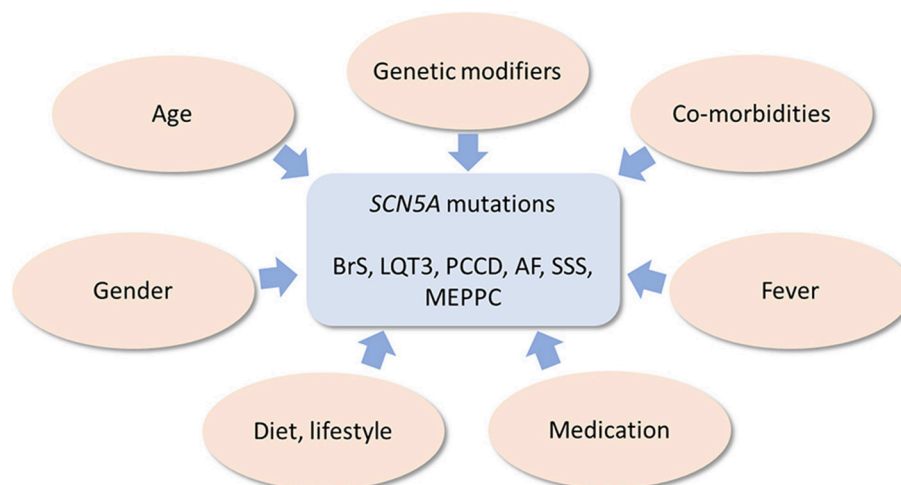 Genetic modifiers
Age
Co-morbidities
SCN5A mutations
BrS, LQT3, PCCD, AF, SSS,
MEPPC
Gender
Fever
Diet, lifestyle
Medication